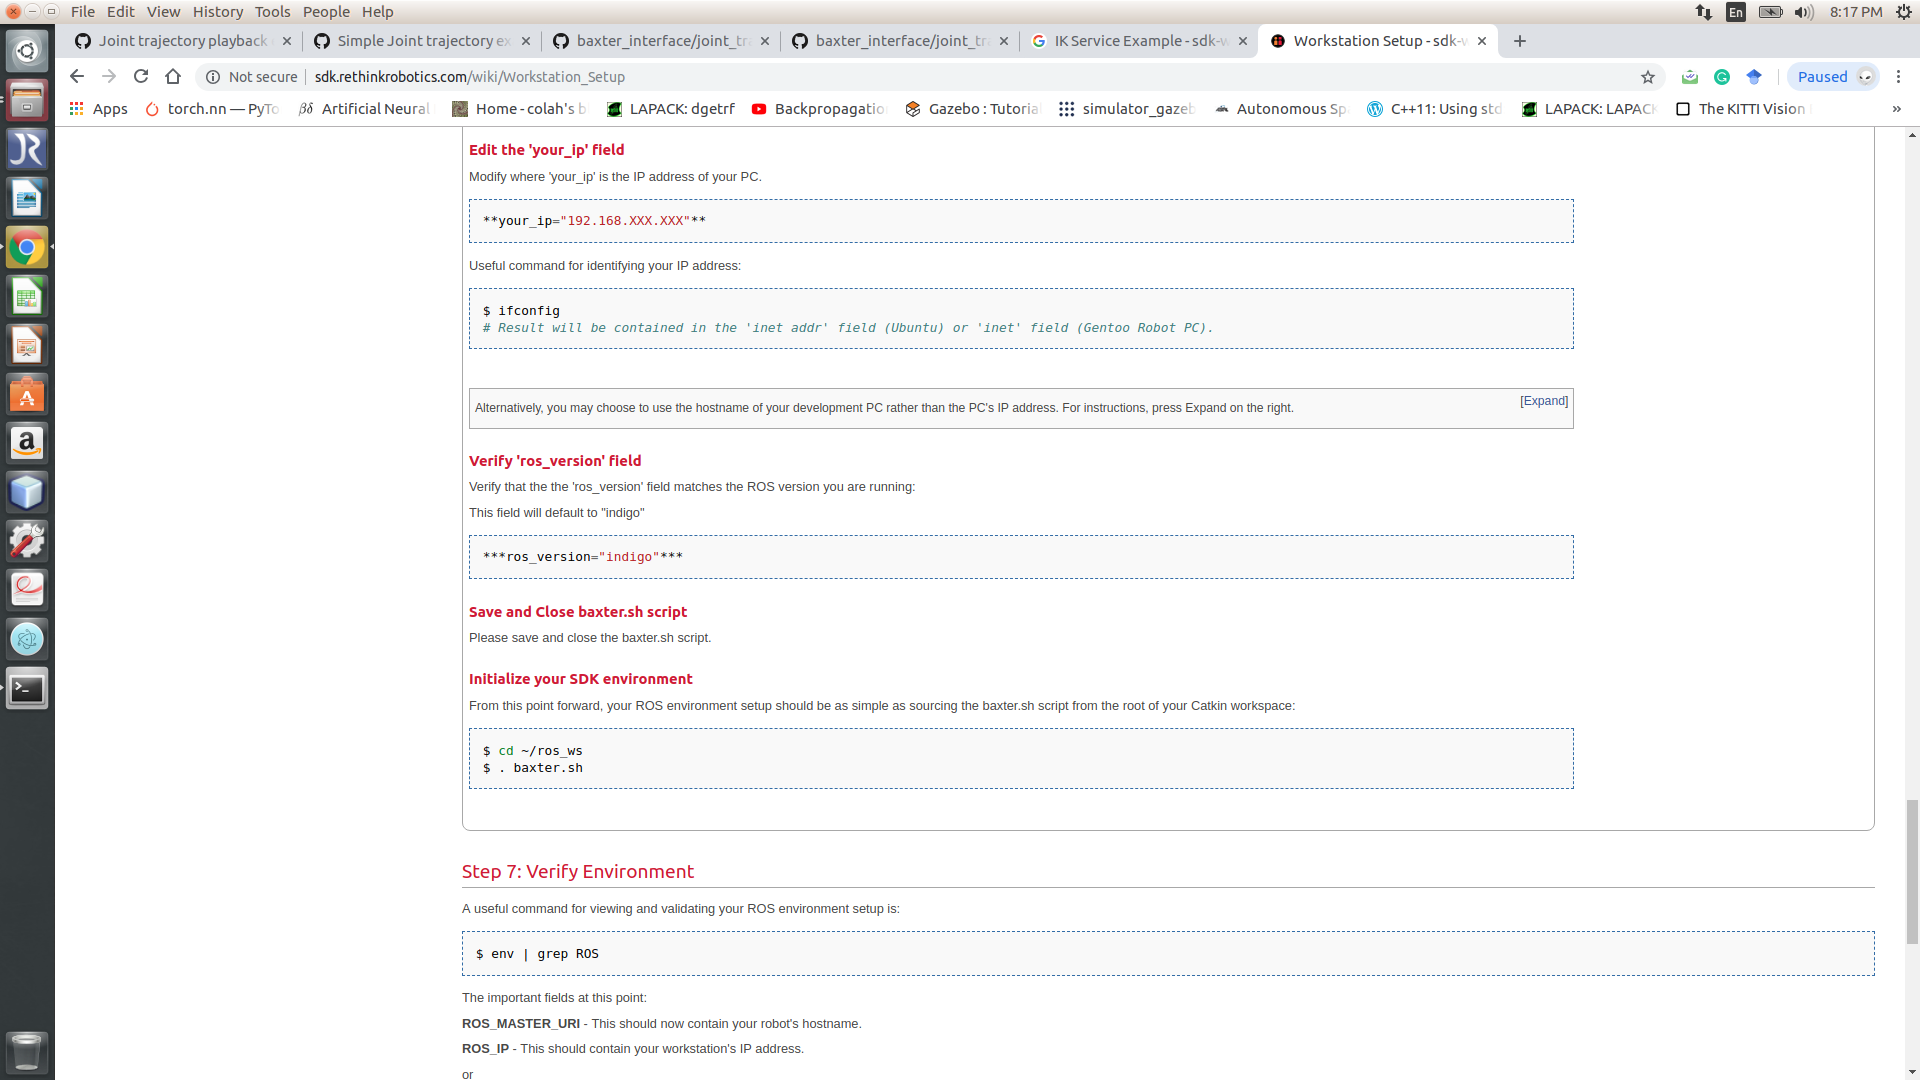 File Edit View History Tools People Help
En
8:17 PM
Joint trajectory playback
Simple Joint trajectory ex
baxter_interface/joint_tra
baxter_interface/joint_tr
IK Service Example - sdk-w
Workstation Setup - sdk-w
Not secure sdk.rethinkrobotics.com/wiki/Workstation_Setup
Paused
Apps
torch.nn — PyTo
Artificial Neural
Home - colah's b
LAPACK: dgetrf
Backpropagatio
Gazebo : Tutorial
simulator_gazeb
Autonomous Sp
C++11: Using std
LAPACK: LAPACK
The KITTI Vision
»
Edit the 'your_ip' field
Modify where 'your_ip' is the IP address of your PC.
**your_ip="192.168.XXX.XXX"**
Useful command for identifying your IP address:
$ ifconfig
# Result will be contained in the 'inet addr' field (Ubuntu) or 'inet' field (Gentoo Robot PC).
Alternatively, you may choose to use the hostname of your development PC rather than the PC's IP address. For instructions, press Expand on the right.
[Expand]
Verify 'ros_version' field
Verify that the the 'ros_version' field matches the ROS version you are running:
This field will default to "indigo"
***ros_version="indigo"***
Save and Close baxter.sh script
Please save and close the baxter.sh script.
Initialize your SDK environment
From this point forward, your ROS environment setup should be as simple as sourcing the baxter.sh script from the root of your Catkin workspace:
$ cd ~/ros_ws
$ . baxter.sh
Step 7: Verify Environment
A useful command for viewing and validating your ROS environment setup is:
$ env | grep ROS
The important fields at this point:
ROS_MASTER_URI - This should now contain your robot's hostname.
ROS_IP - This should contain your workstation's IP address.
or